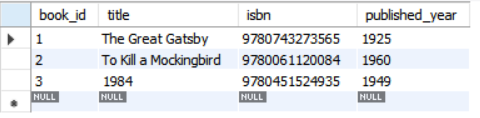 book_id title isbn published_year
1 The Great Gatsby 9780743273565 1925
2 To Kill a Mockingbird 9780061120084 1960
3 1984 9780451524935 1949
NULL NULL NULL NULL